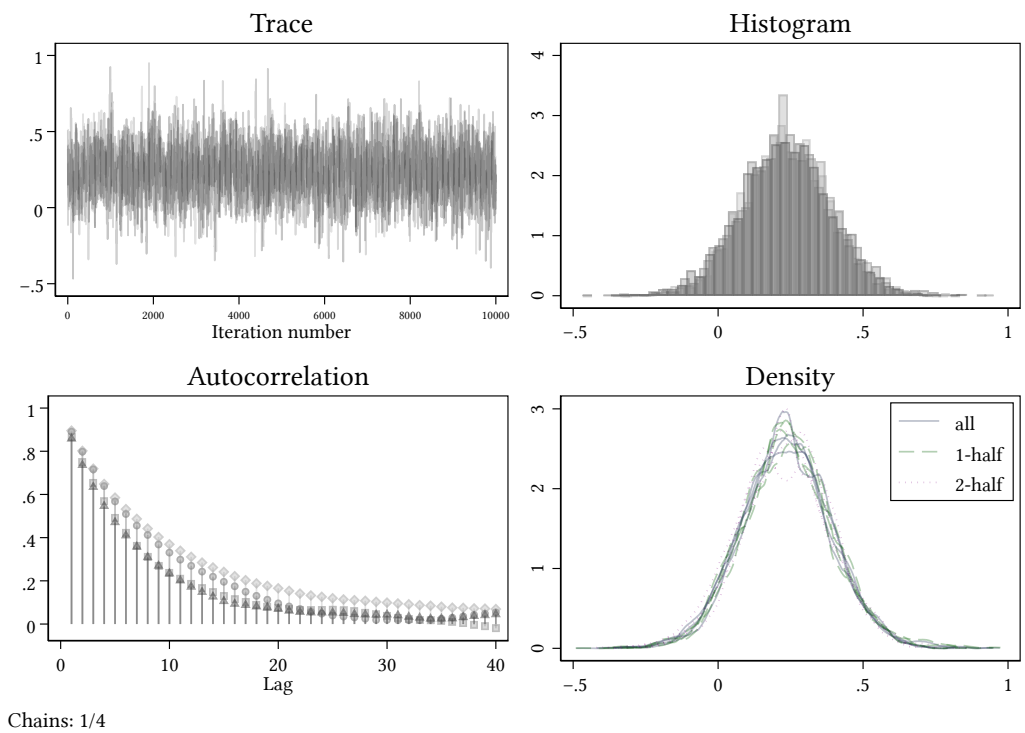 Trace
1
.5
0
−.5
0 2000 4000 6000 8000 10000
Iteration number
Histogram
4
3
2
1
0
−.5 0 .5 1
Autocorrelation
1
.8
.6
.4
.2
0
0 10 20 30 40
Lag
Density
3
2
1
0
−.5 0 .5 1
all
1-half
2-half
Chains: 1/4